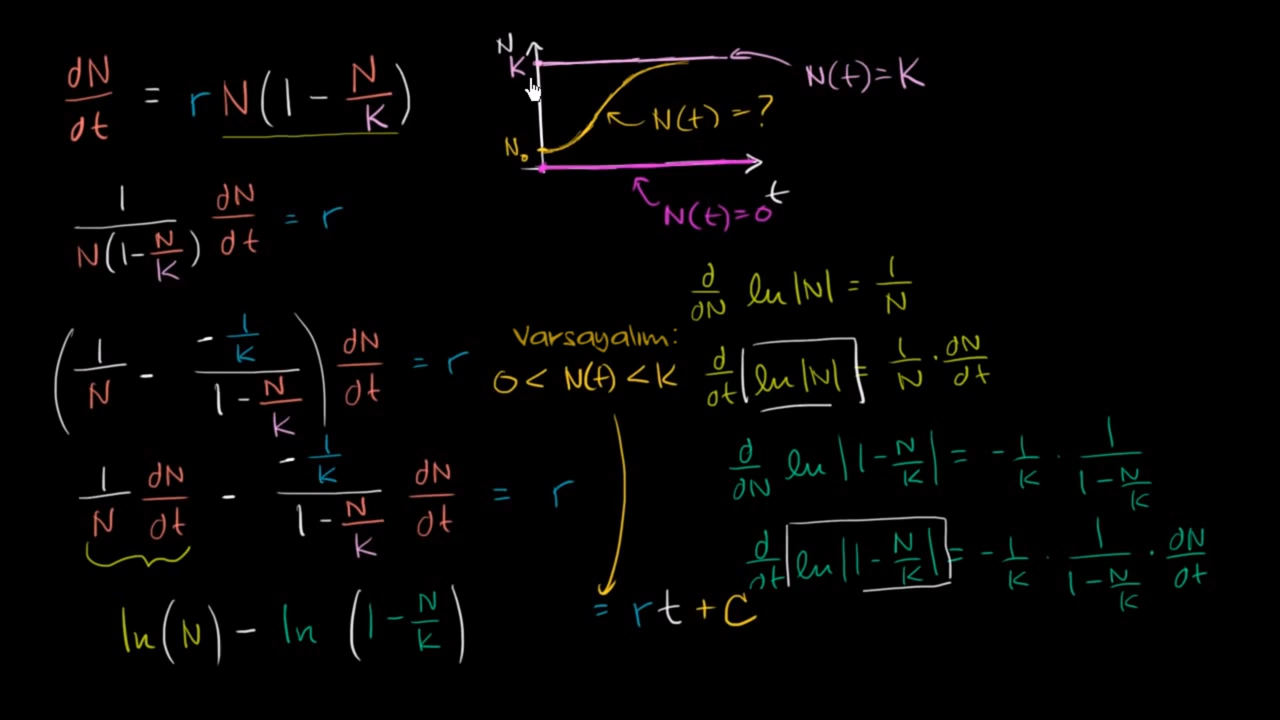 dN/dt = rN(1 - N/K)
N
K
N(t) = K
N(t) = ?
N₀
t
N(t) = 0
1/(N(1 - N/K)) dN/dt = r
d/dN ln|N| = 1/N
(1/N - (-1/K)/(1 - N/K)) dN/dt = r
Varsayalım:
0 < N(t) < K
d/dt [ln|N|] = 1/N · dN/dt
d/dN ln|1 - N/K| = -1/K · 1/(1 - N/K)
1/N dN/dt - (-1/K)/(1 - N/K) dN/dt = r
d/dt [ln|1 - N/K|] = -1/K · 1/(1 - N/K) · dN/dt
ln(N) - ln(1 - N/K) = rt + C